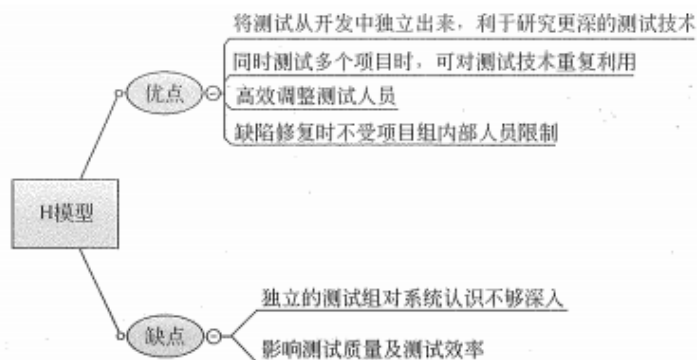 将测试从开发中独立出来，利于研究更深的测试技术
同时测试多个项目时，可对测试技术重复利用
优点
高效调整测试人员
缺陷修复时不受项目组内部人员限制
H模型
独立的测试组对系统认识不够深入
缺点
影响测试质量及测试效率